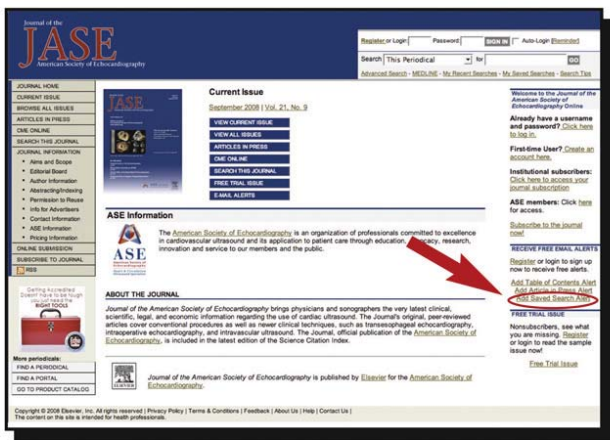 Journal of the
JASE
American Society of Echocardiography
Register or Login: Password: SIGN IN Auto-Login [Reminder]
Search This Periodical for GO
Advanced Search - MEDLINE - My Recent Searches - My Saved Searches - Search Tips
JOURNAL HOME
CURRENT ISSUE
BROWSE ALL ISSUES
ARTICLES IN PRESS
CME ONLINE
SEARCH THIS JOURNAL
JOURNAL INFORMATION
• Aims and Scope
• Editorial Board
• Author Information
• Abstracting/Indexing
• Permission to Reuse
• Info for Advertisers
• Contact Information
• ASE Information
• Pricing Information
ONLINE SUBMISSION
SUBSCRIBE TO JOURNAL
RSS
Getting Accredited
Doesn't have to be tough
you just need the
RIGHT TOOLS
More periodicals:
FIND A PERIODICAL
FIND A PORTAL
GO TO PRODUCT CATALOG
JASE
Current Issue
September 2008 | Vol. 21, No. 9
VIEW CURRENT ISSUE
VIEW ALL ISSUES
ARTICLES IN PRESS
CME ONLINE
SEARCH THIS JOURNAL
FREE TRIAL ISSUE
E-MAIL ALERTS
ASE Information
ASE
The American Society of Echocardiography is an organization of professionals committed to excellence
in cardiovascular ultrasound and its application to patient care through education, research,
innovation and service to our members and the public.
ABOUT THE JOURNAL
Journal of the American Society of Echocardiography brings physicians and sonographers the very latest clinical,
scientific, legal, and economic information regarding the use of cardiac ultrasound. The Journal's original, peer-reviewed
articles cover conventional procedures as well as newer clinical techniques, such as transesophageal echocardiography,
intraoperative echocardiography, and intravascular ultrasound. The Journal, official publication of the American Society of
Echocardiography, is included in the latest edition of the Science Citation Index.
ELSEVIER
Journal of the American Society of Echocardiography is published by Elsevier for the American Society of
Echocardiography.
Welcome to the Journal of the
American Society of
Echocardiography Online
Already have a username
and password? Click here
to log in.
First-time User? Create an
account here.
Institutional subscribers:
Click here to access your
journal subscription
ASE members: Click here
for access.
Subscribe to the journal
now!
RECEIVE FREE EMAIL ALERTS
Register or login to sign up
now to receive free alerts.
Add Table of Contents Alert
Add Article in Press Alert
Add Saved Search Alert
FREE TRIAL ISSUE
Nonsubscribers, see what
you are missing. Register
or login to read the sample
issue now!
Free Trial Issue
Copyright © 2008 Elsevier, Inc. All rights reserved | Privacy Policy | Terms & Conditions | Feedback | About Us | Help | Contact Us |
The content on this site is intended for health professionals.